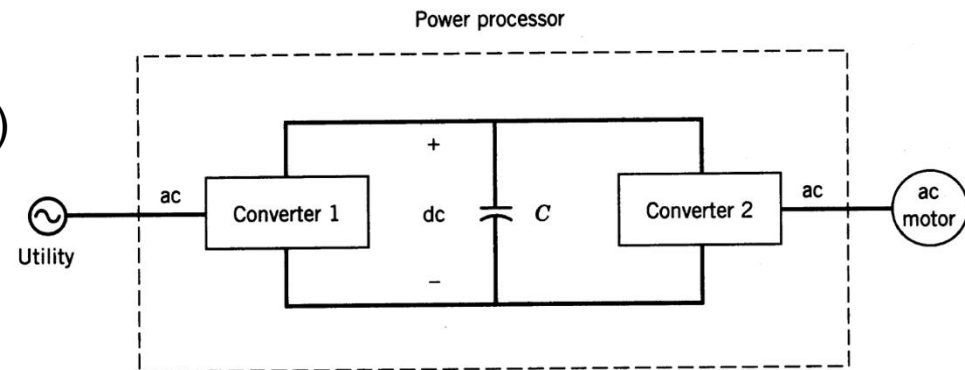 Power processor
ac
Converter 1
Utility
+
dc
−
C
Converter 2
ac
ac
motor